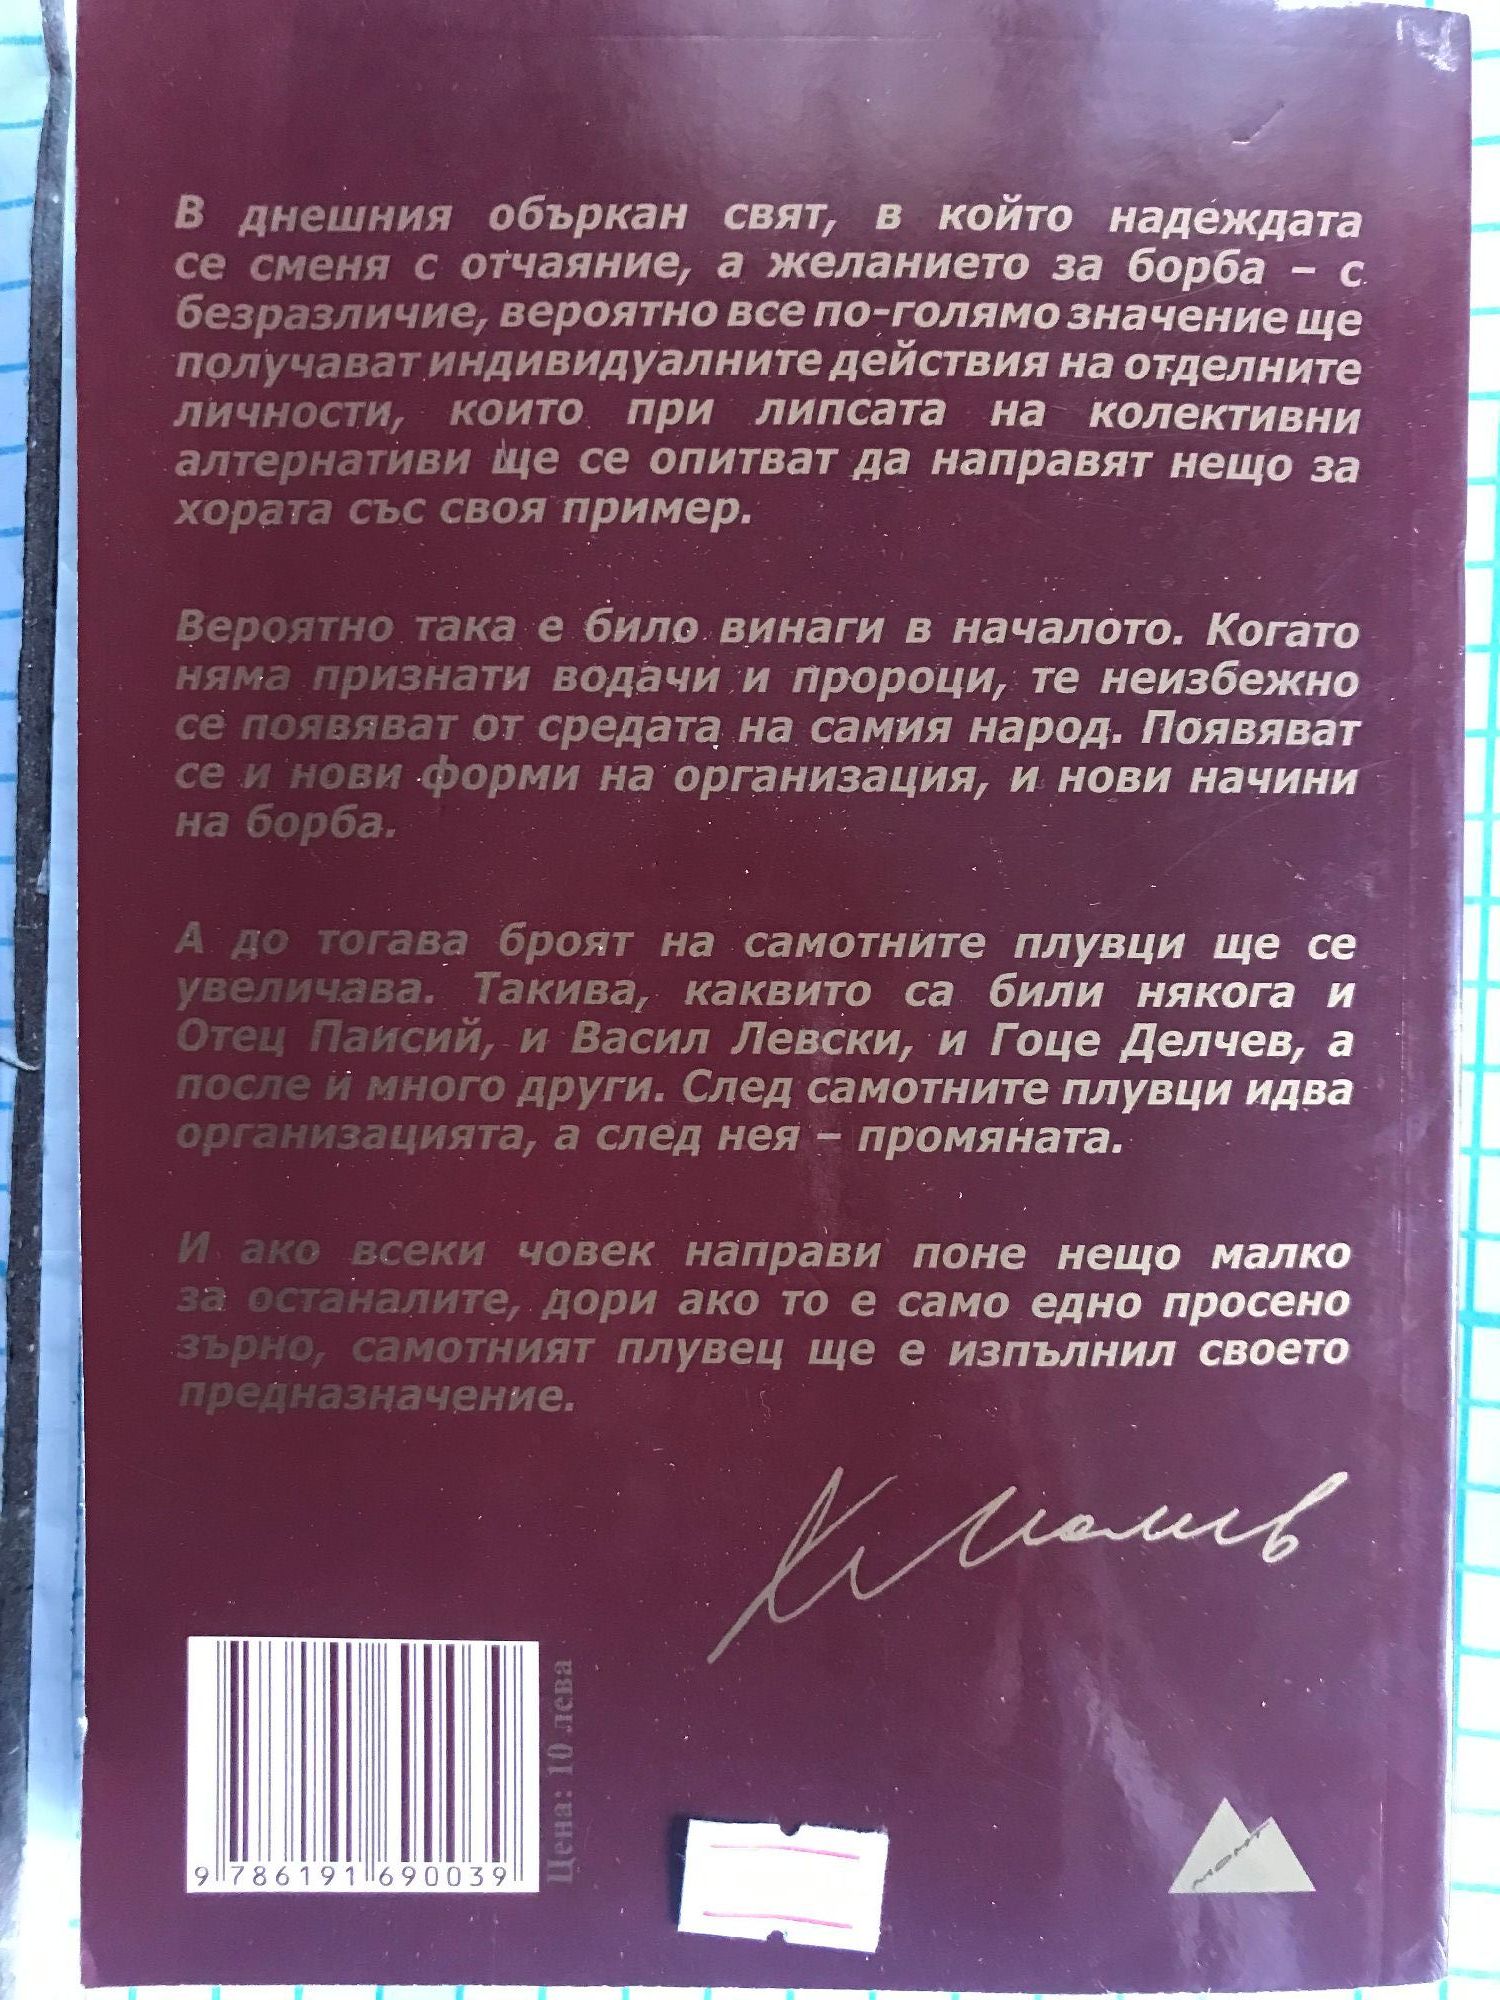 В днешния объркан свят, в който надеждата
се сменя с отчаяние, а желанието за борба – с
безразличие, вероятно все по-голямо значение ще
получават индивидуалните действия на отделните
личности, които при липсата на колективни
алтернативи ще се опитват да направят нещо за
хората със своя пример.
Вероятно така е било винаги в началото. Когато
няма признати водачи и пророци, те неизбежно
се появяват от средата на самия народ. Появяват
се и нови форми на организация, и нови начини
на борба.
А до тогава броят на самотните плувци ще се
увеличава. Такива, каквито са били някога и
Отец Паисий, и Васил Левски, и Гоце Делчев, а
после и много други. След самотните плувци идва
организацията, а след нея – промяната.
И ако всеки човек направи поне нещо малко
за останалите, дори ако то е само едно просено
зърно, самотният плувец ще е изпълнил своето
предназначение.
Цена: 10 лева
9 786191 690039
МОНТ